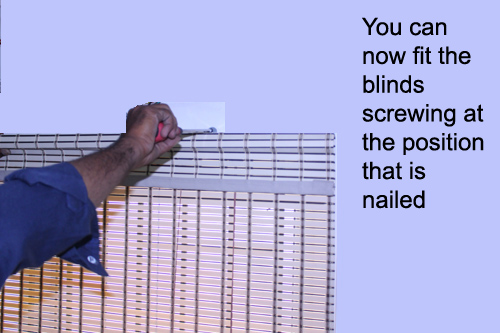 You can
now fit the
blinds
screwing at
the position
that is
nailed